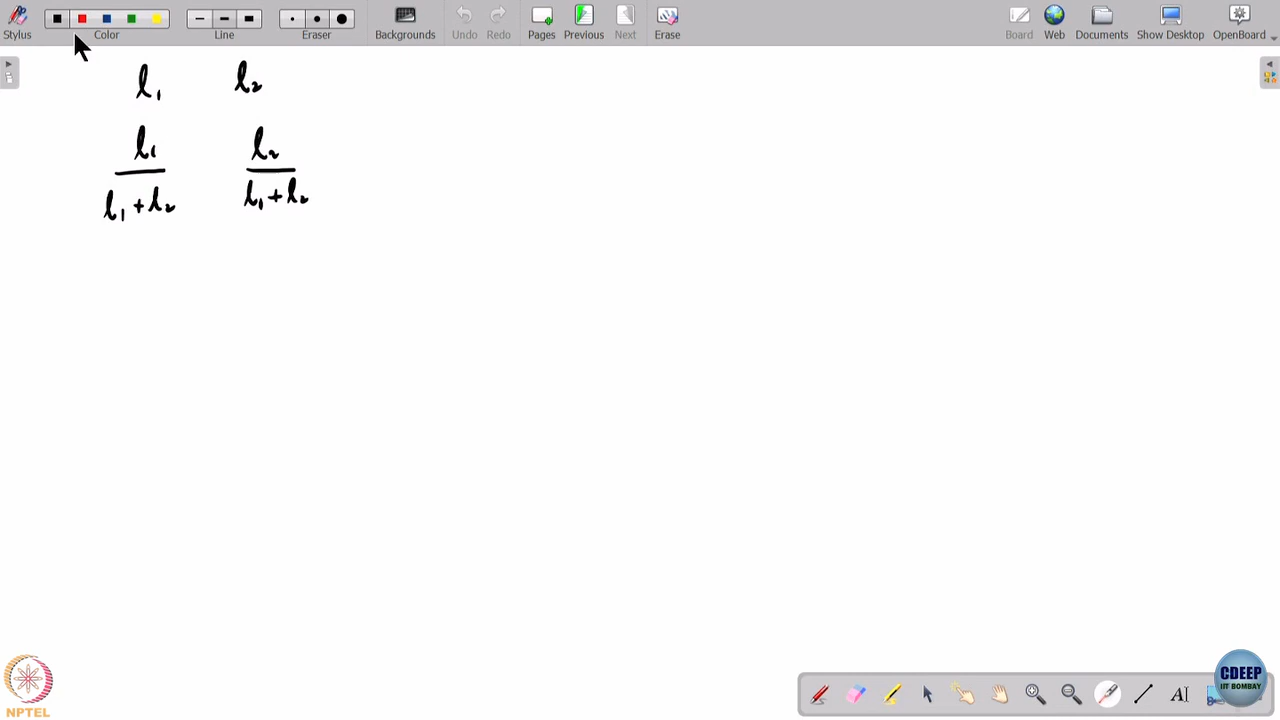 Stylus Color Line Eraser Backgrounds Undo Redo Pages Previous Next Erase Board Web Documents Show Desktop OpenBoard
l₁ l₂
l₁/(l₁+l₂) l₂/(l₁+l₂)
NPTEL
CDEEP
IIT BOMBAY